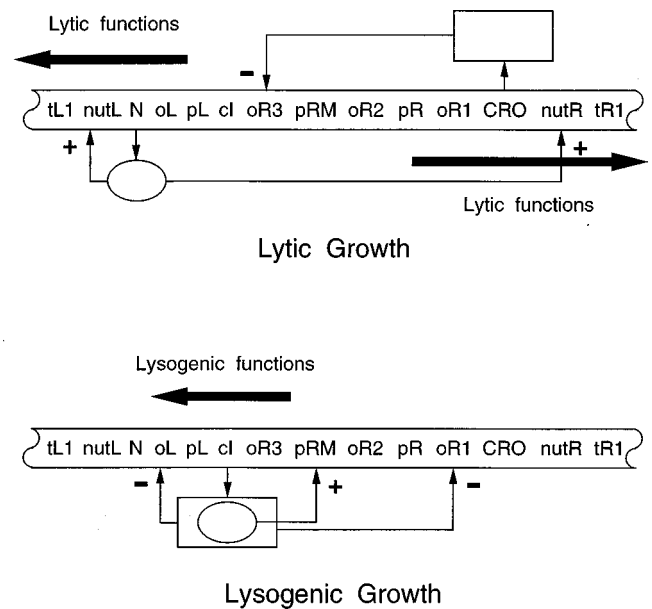 Lytic functions
-
tL1 nutL N oL pL cI oR3 pRM oR2 pR oR1 CRO nutR tR1
+ +
Lytic functions
Lytic Growth
Lysogenic functions
tL1 nutL N oL pL cI oR3 pRM oR2 pR oR1 CRO nutR tR1
- + -
Lysogenic Growth